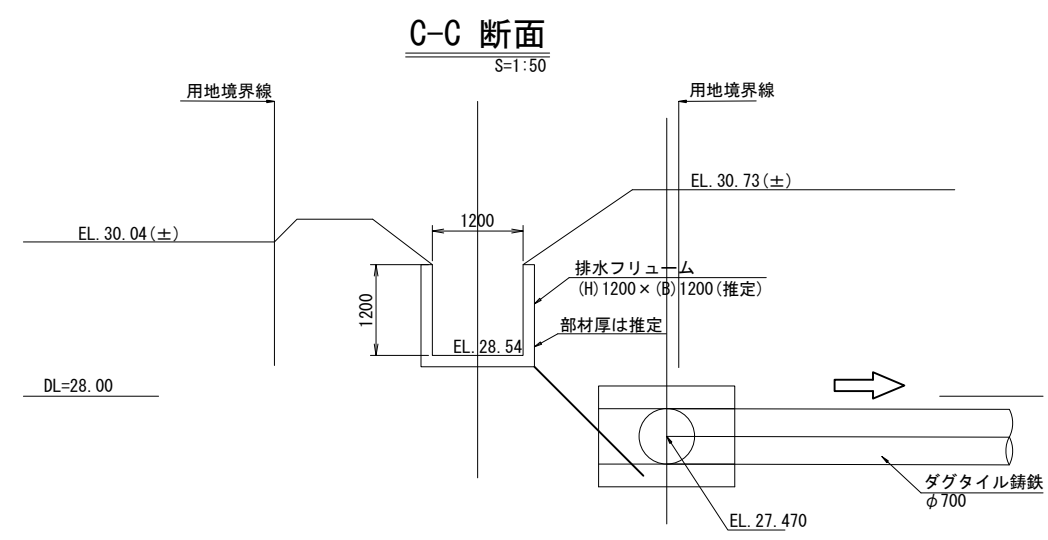 C-C 断面
S=1:50
用地境界線
用地境界線
EL.30.73(±)
1200
EL.30.04(±)
排水フリューム
(H)1200×(B)1200(推定)
1200
部材厚は推定
EL.28.54
DL=28.00
ダグタイル鋳鉄
φ700
EL.27.470